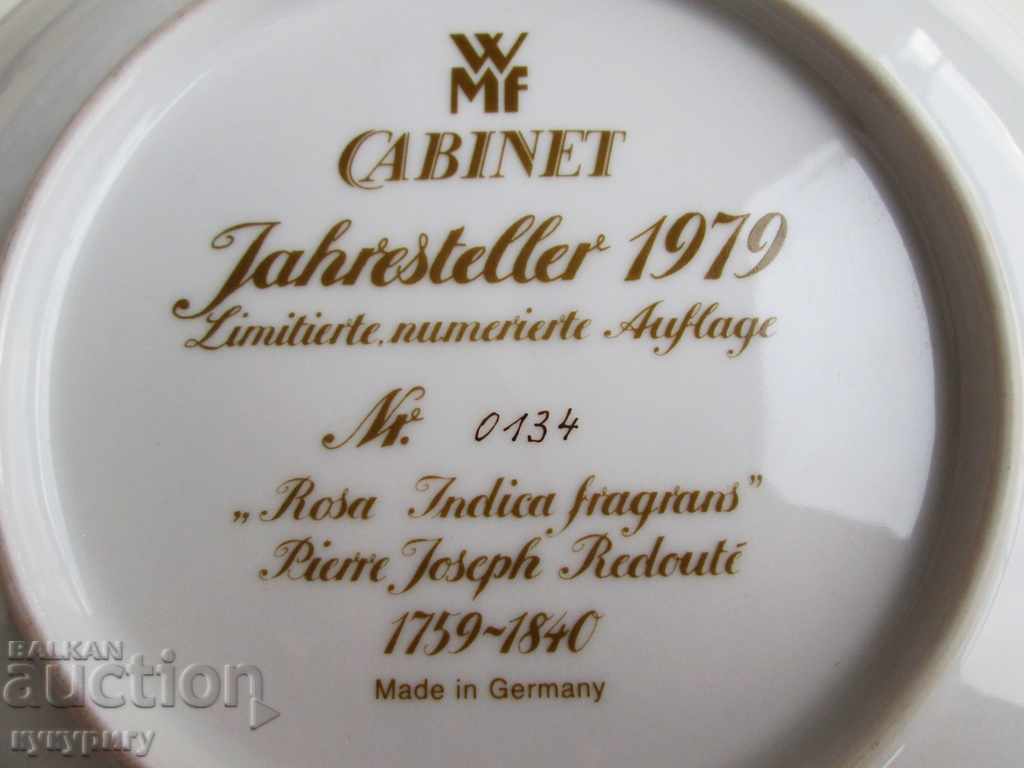 WMF
CABINET
Jahresteller 1979
Limitierte, numerierte Auflage
Nr. 0134
„Rosa Indica fragrans”
Pierre Joseph Redouté
1759~1840
Made in Germany
BALKAN
auction
пукуригу